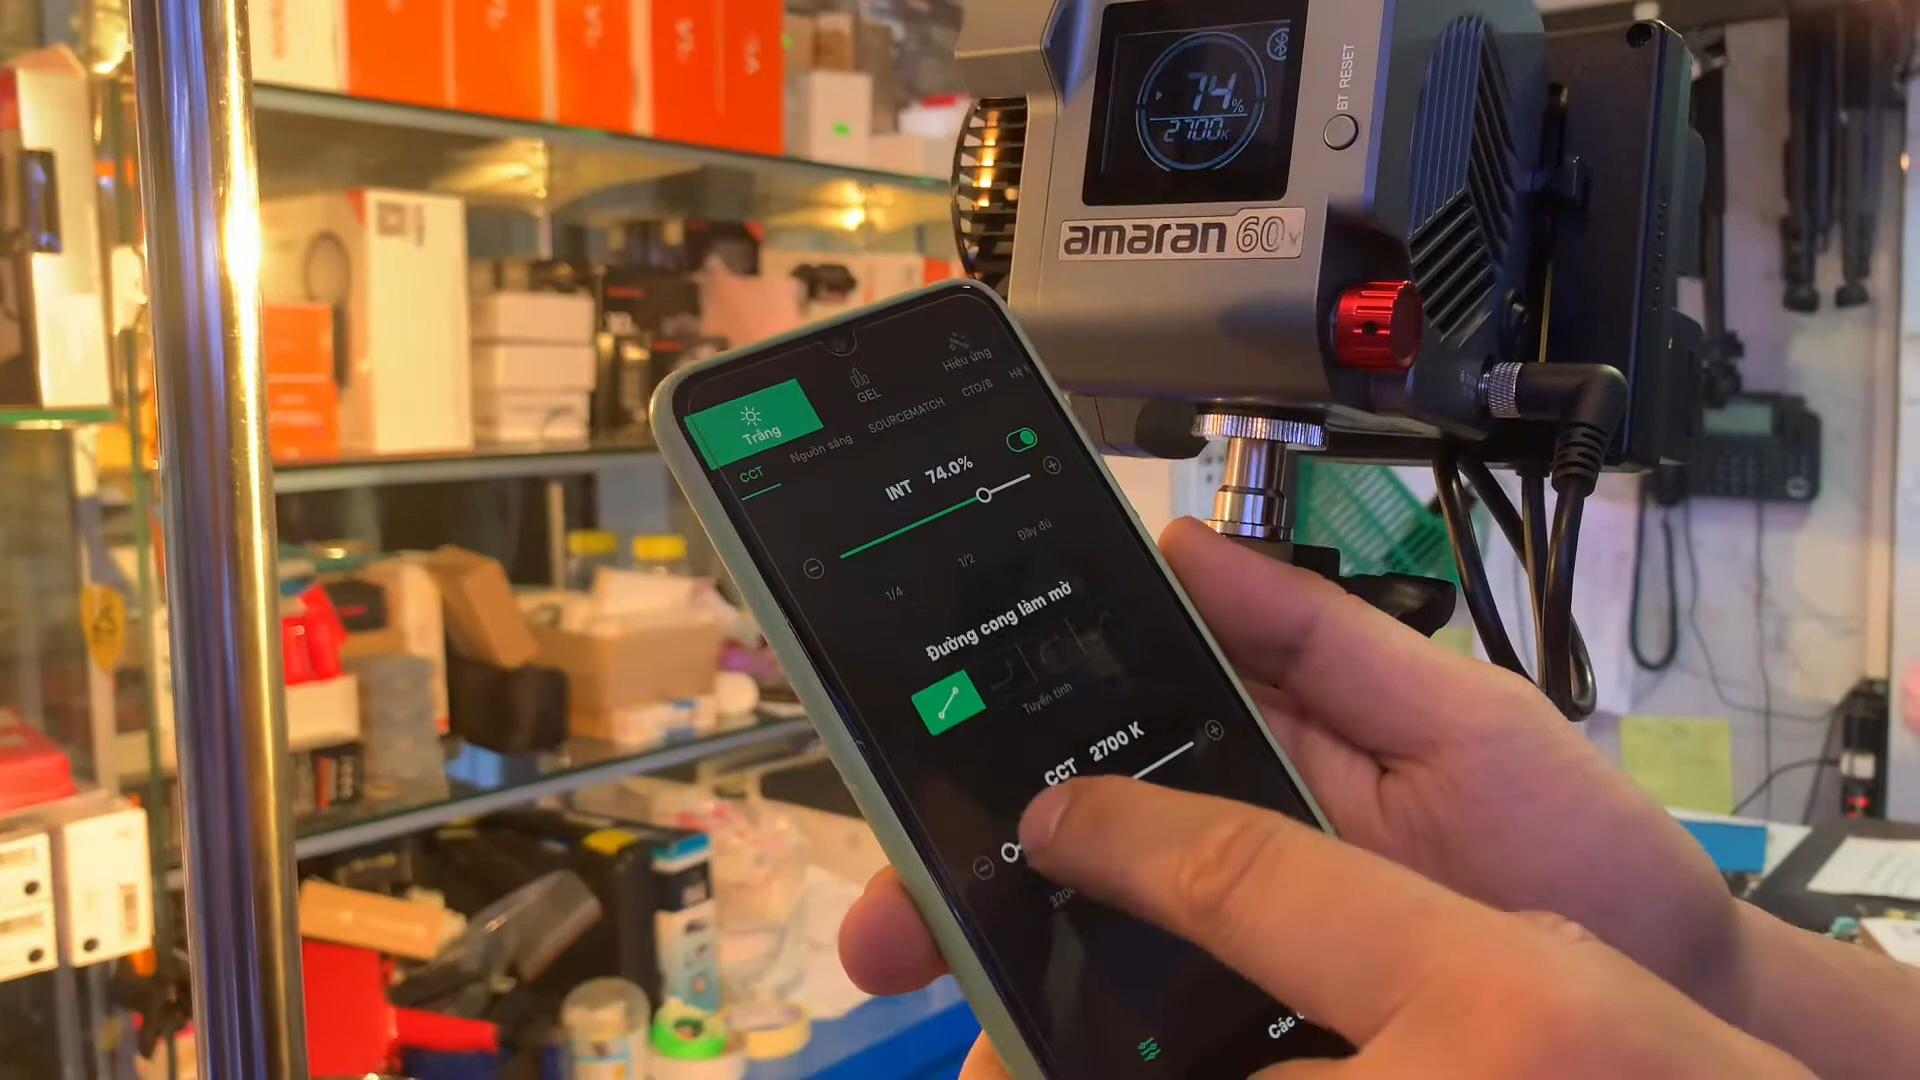 74%
2700K
BT RESET
amaran 60x
Hiệu ứng
GEL
Trắng
CCT
Nguồn sáng
SOURCEMATCH
CTO/B
INT 74.0%
1/4
1/2
Đầy đủ
Đường cong làm mờ
Tuyến tính
CCT 2700 K
Các